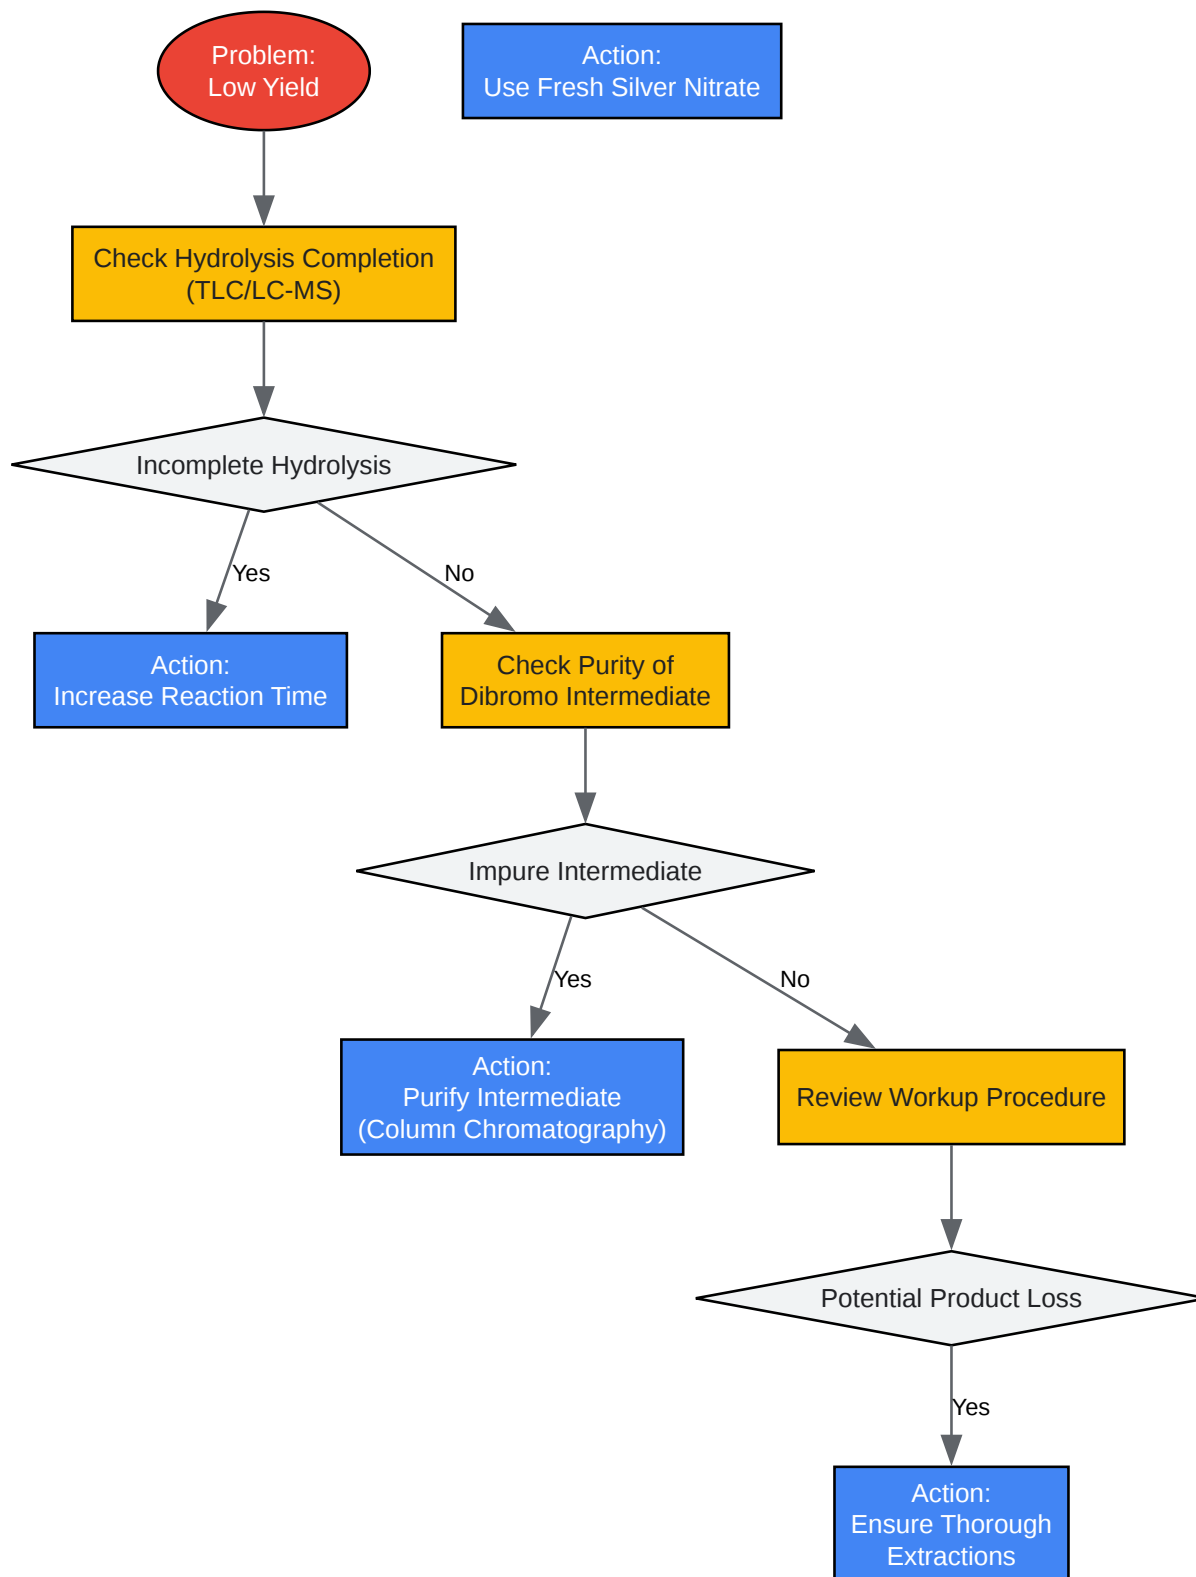 Problem:
Low Yield
Action:
Use Fresh Silver Nitrate
Check Hydrolysis Completion
(TLC/LC-MS)
Incomplete Hydrolysis
Yes
No
Action:
Increase Reaction Time
Check Purity of
Dibromo Intermediate
Impure Intermediate
Yes
No
Action:
Purify Intermediate
(Column Chromatography)
Review Workup Procedure
Potential Product Loss
Yes
Action:
Ensure Thorough
Extractions